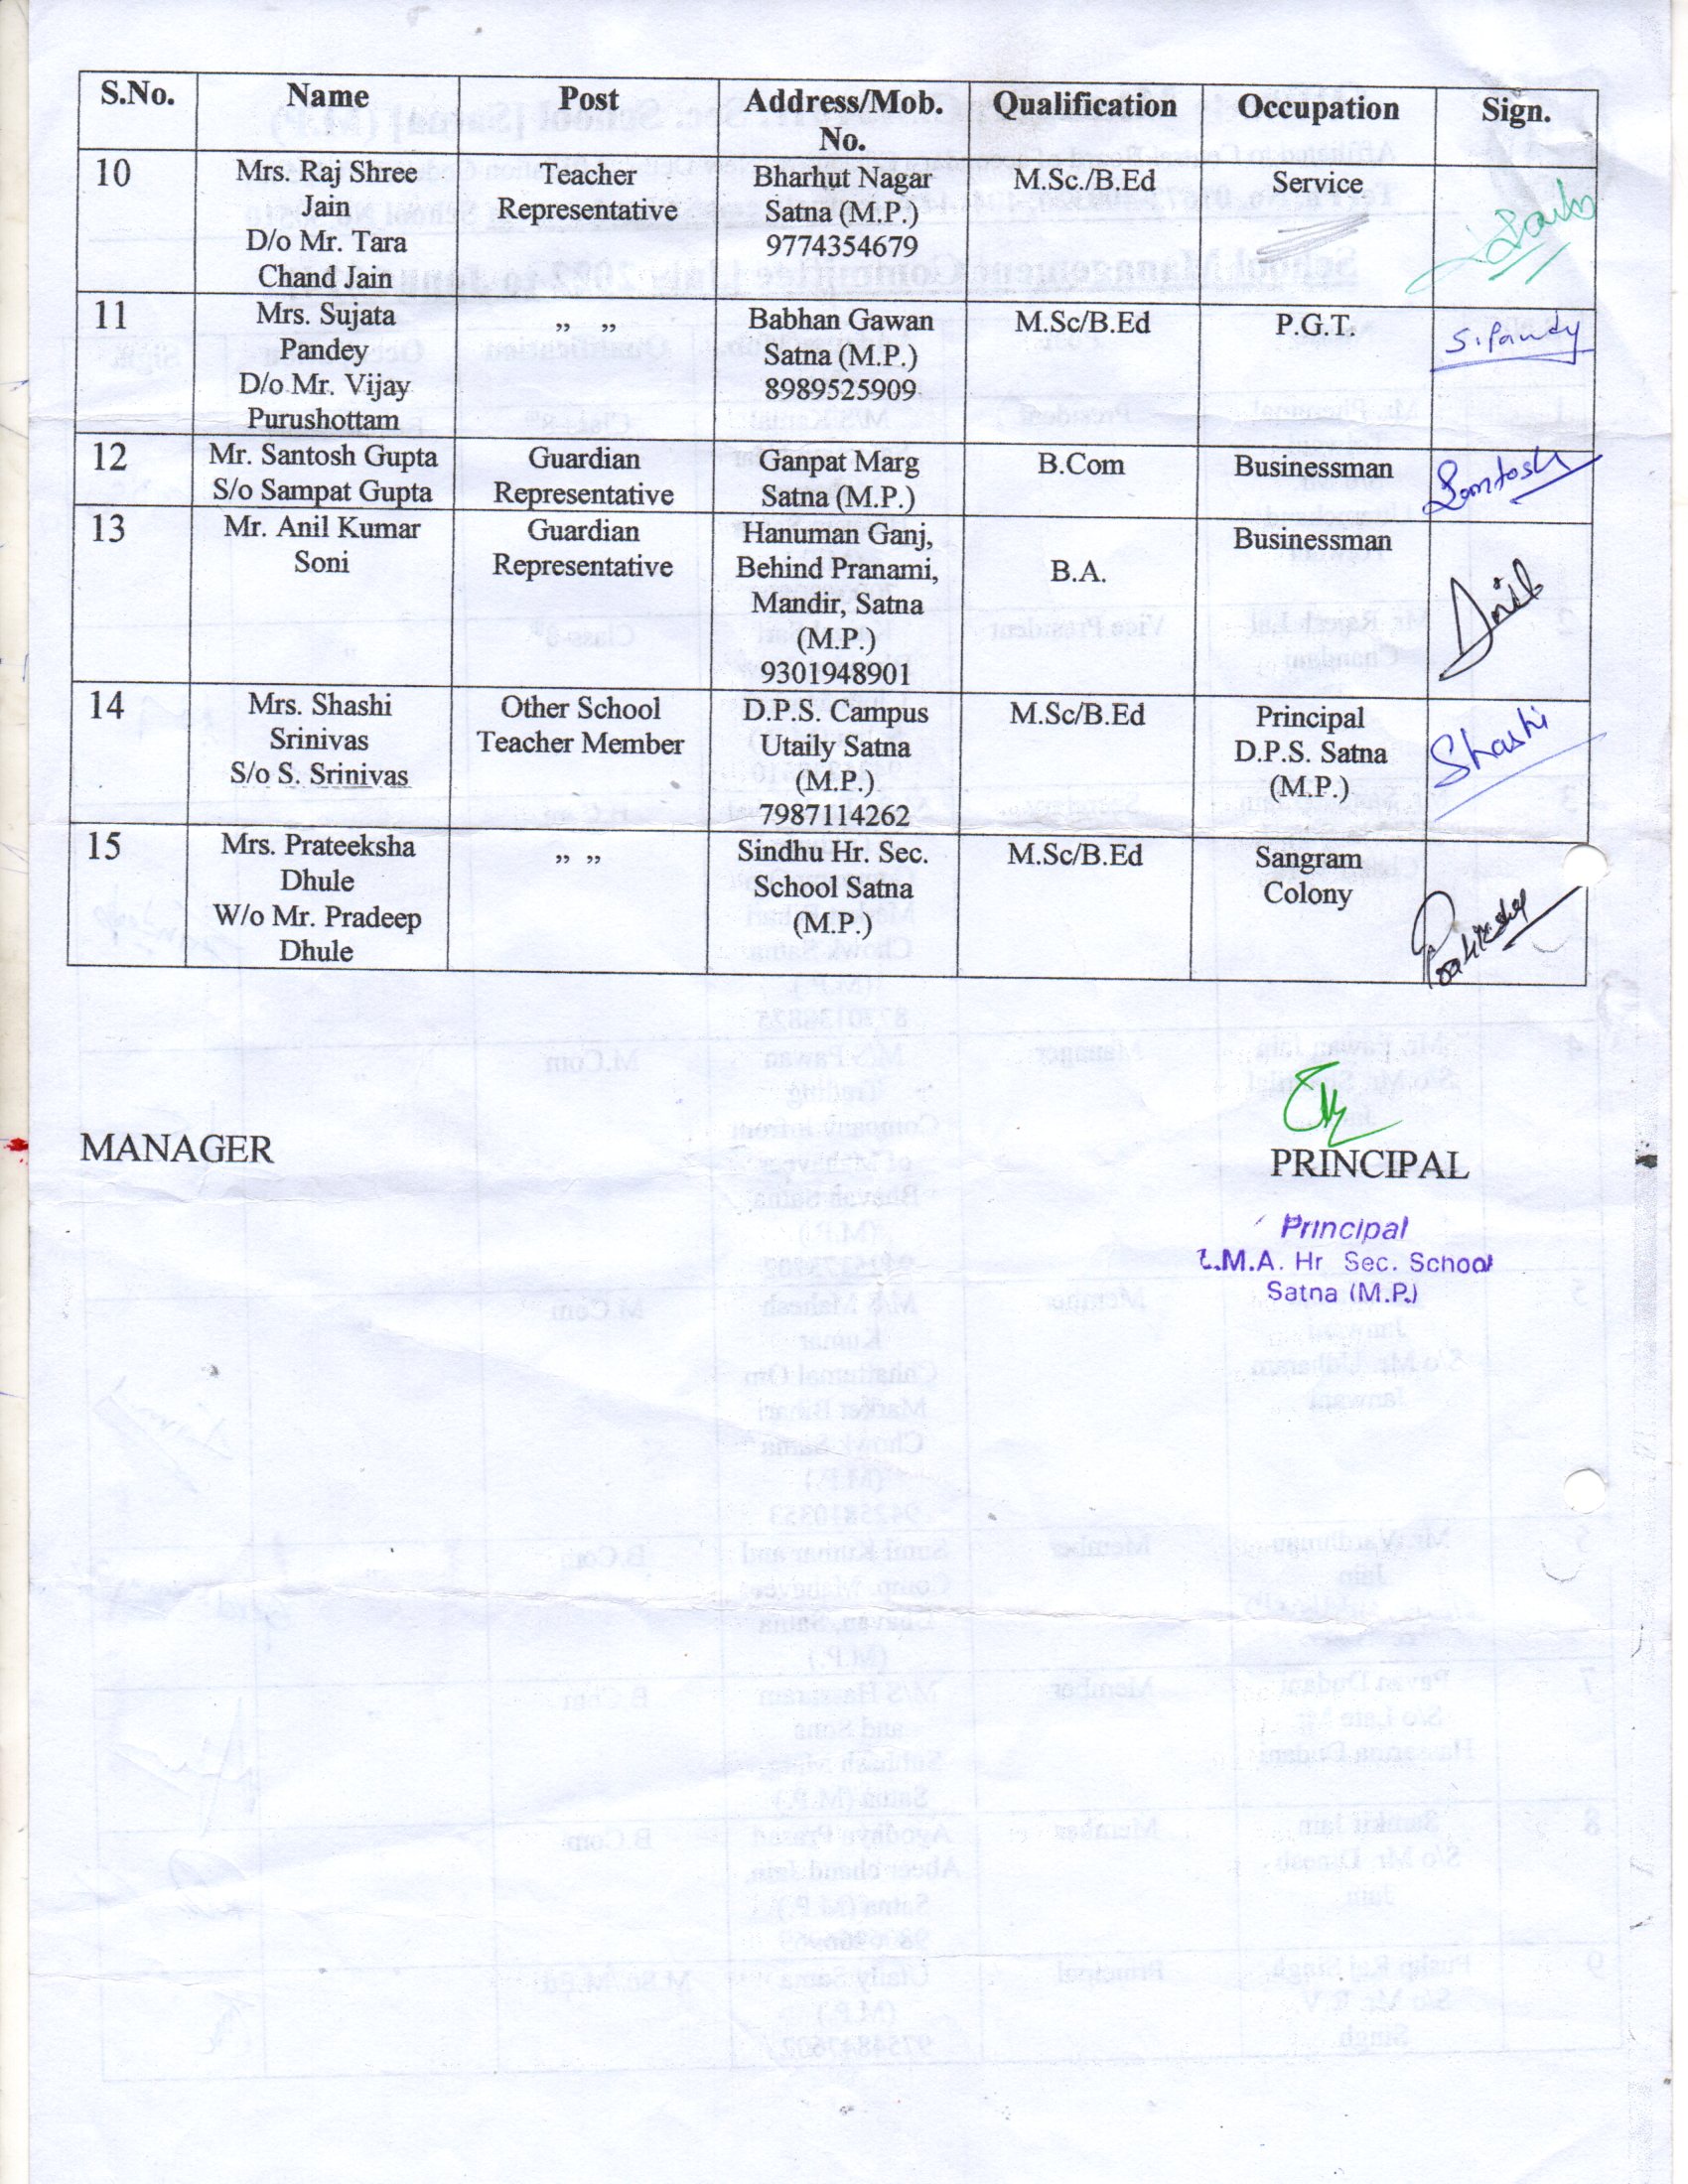 S.No. Name Post Address/Mob. No. Qualification Occupation Sign.
10 Mrs. Raj Shree Teacher Bharhut Nagar M.Sc./B.Ed Service
Jain Representative Satna (M.P.)
D/o Mr. Tara 9774354679
Chand Jain
11 Mrs. Sujata ,, ,, Babhan Gawan M.Sc/B.Ed P.G.T. S. Pandy
Pandey Satna (M.P.)
D/o Mr. Vijay 8989525909
Purushottam
12 Mr. Santosh Gupta Guardian Ganpat Marg B.Com Businessman Santosh
S/o Sampat Gupta Representative Satna (M.P.)
13 Mr. Anil Kumar Guardian Hanuman Ganj, Businessman
Soni Representative Behind Pranami, B.A. Anil
Mandir, Satna
(M.P.)
9301948901
14 Mrs. Shashi Other School D.P.S. Campus M.Sc/B.Ed Principal Shashi
Srinivas Teacher Member Utaily Satna D.P.S. Satna
S/o S. Srinivas (M.P.) (M.P.)
7987114262
15 Mrs. Prateeksha ,, ,, Sindhu Hr. Sec. M.Sc/B.Ed Sangram
Dhule School Satna Colony
W/o Mr. Pradeep (M.P.)
Dhule
MANAGER PRINCIPAL
Principal
C.M.A. Hr Sec. School
Satna (M.P.)